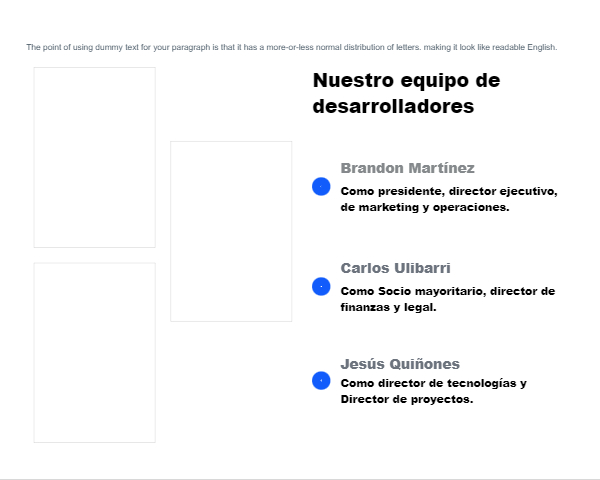 The point of using dummy text for your paragraph is that it has a more-or-less normal distribution of letters. making it look like readable English.
Nuestro equipo de
desarrolladores
Brandon Martínez
Como presidente, director ejecutivo,
de marketing y operaciones.
Carlos Ulibarri
Como Socio mayoritario, director de
finanzas y legal.
Jesús Quiñones
Como director de tecnologías y
Director de proyectos.